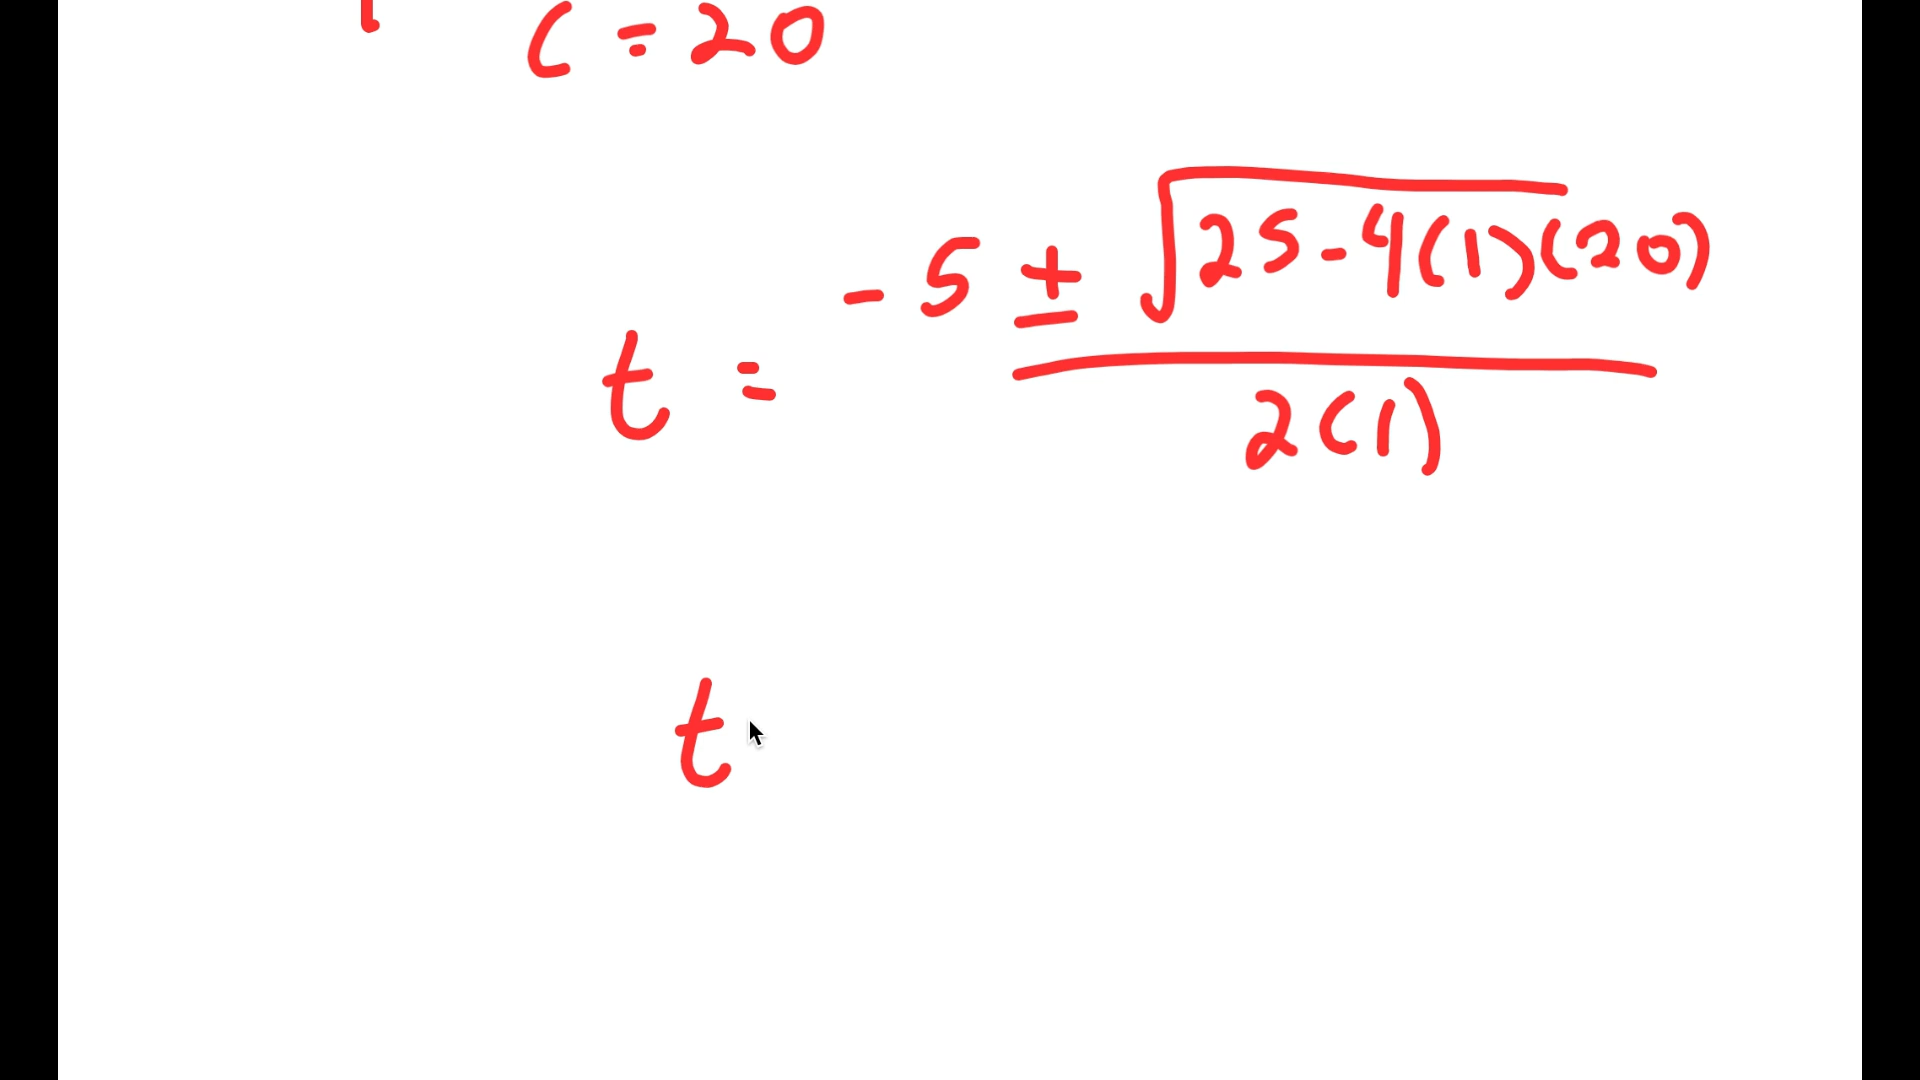 c = 20
t = -5 ± √25-4(1)(20)
2(1)
t